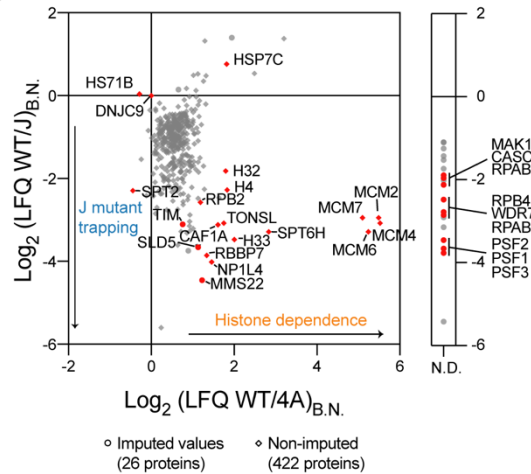 2
0
-2
-4
-6
-2
0
2
4
6
Log2 (LFQ WT/J)B.N.
Log2 (LFQ WT/4A)B.N.
J mutant
trapping
Histone dependence
HSP7C
HS71B
DNJC9
H32
H4
SPT2
RPB2
MCM2
MCM7
TIM
TONSL
CAF1A
SPT6H
MCM4
SLD5
H33
MCM6
RBBP7
NP1L4
MMS22
2
0
-2
-4
-6
N.D.
MAK1
CASC
RPAB
RPB4
WDR7
RPAB
PSF2
PSF1
PSF3
Imputed values
(26 proteins)
Non-imputed
(422 proteins)